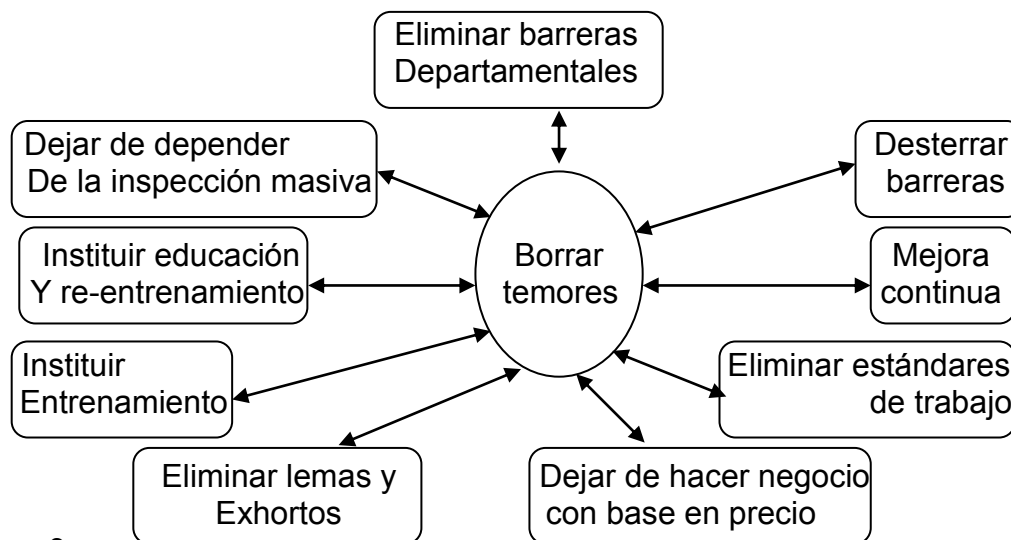 Eliminar barreras
Departamentales
Dejar de depender
De la inspección masiva
Desterrar
barreras
Instituir educación
Y re-entrenamiento
Borrar
temores
Mejora
continua
Instituir
Entrenamiento
Eliminar estándares
de trabajo
Eliminar lemas y
Exhortos
Dejar de hacer negocio
con base en precio